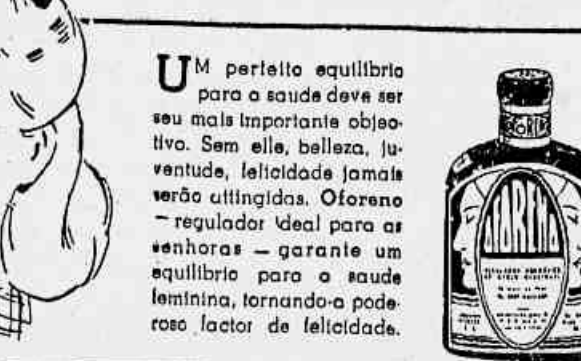 UM perfeito equilibrio
para a saude deve ser
seu mais importante objec-
tivo. Sem elle, belleza, ju-
ventude, felicidade jamais
serão attingidas. Oforeno
— regulador ideal para as
senhoras — garante um
equilibrio para a saude
feminina, tornando-a pode-
roso factor de felicidade.